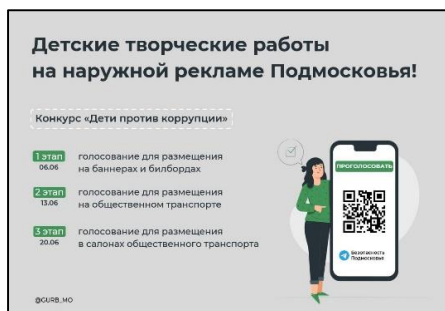 Детские творческие работы
на наружной рекламе Подмосковья!
Конкурс «Дети против коррупции»
1 этап
06.06
голосование для размещения
на баннерах и билбордах
2 этап
13.06
голосование для размещения
на общественном транспорте
3 этап
20.06
голосование для размещения
в салонах общественного транспорта
ПРОГОЛОСОВАТЬ
Безопасность
Подмосковья
@GURB_MO